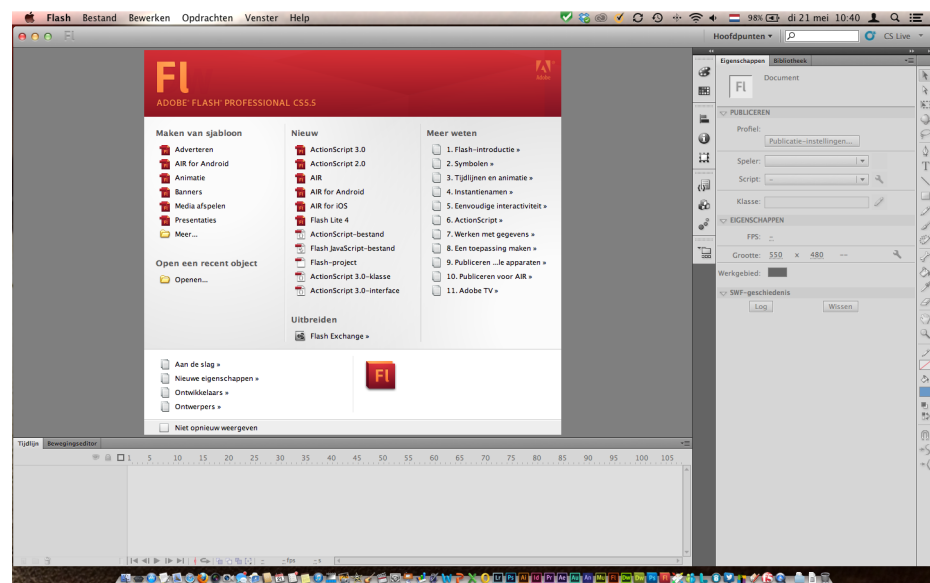 Flash Bestand Bewerken Opdrachten Venster Help 98% di 21 mei 10:40
Fl Hoofdpunten CS Live
Fl
ADOBE® FLASH® PROFESSIONAL CS5.5
Adobe
Maken van sjabloon
Adverteren
AIR for Android
Animatie
Banners
Media afspelen
Presentaties
Meer...
Open een recent object
Openen...
Nieuw
ActionScript 3.0
ActionScript 2.0
AIR
AIR for Android
AIR for iOS
Flash Lite 4
ActionScript-bestand
Flash JavaScript-bestand
Flash-project
ActionScript 3.0-klasse
ActionScript 3.0-interface
Uitbreiden
Flash Exchange »
Meer weten
1. Flash-introductie »
2. Symbolen »
3. Tijdlijnen en animatie »
4. Instantienamen »
5. Eenvoudige interactiviteit »
6. ActionScript »
7. Werken met gegevens »
8. Een toepassing maken »
9. Publiceren ...le apparaten »
10. Publiceren voor AIR »
11. Adobe TV »
Aan de slag »
Nieuwe eigenschappen »
Ontwikkelaars »
Ontwerpers »
Fl
Niet opnieuw weergeven
Eigenschappen Bibliotheek
Fl Document
PUBLICEREN
Profiel:
Publicatie-instellingen...
Speler:
Script: -
Klasse:
EIGENSCHAPPEN
FPS: -
Grootte: 550 x 480 --
Werkgebied:
SWF-geschiedenis
Log Wissen
Tijdlijn Bewegingseditor
1 5 10 15 20 25 30 35 40 45 50 55 60 65 70 75 80 85 90 95 100 105
fps s